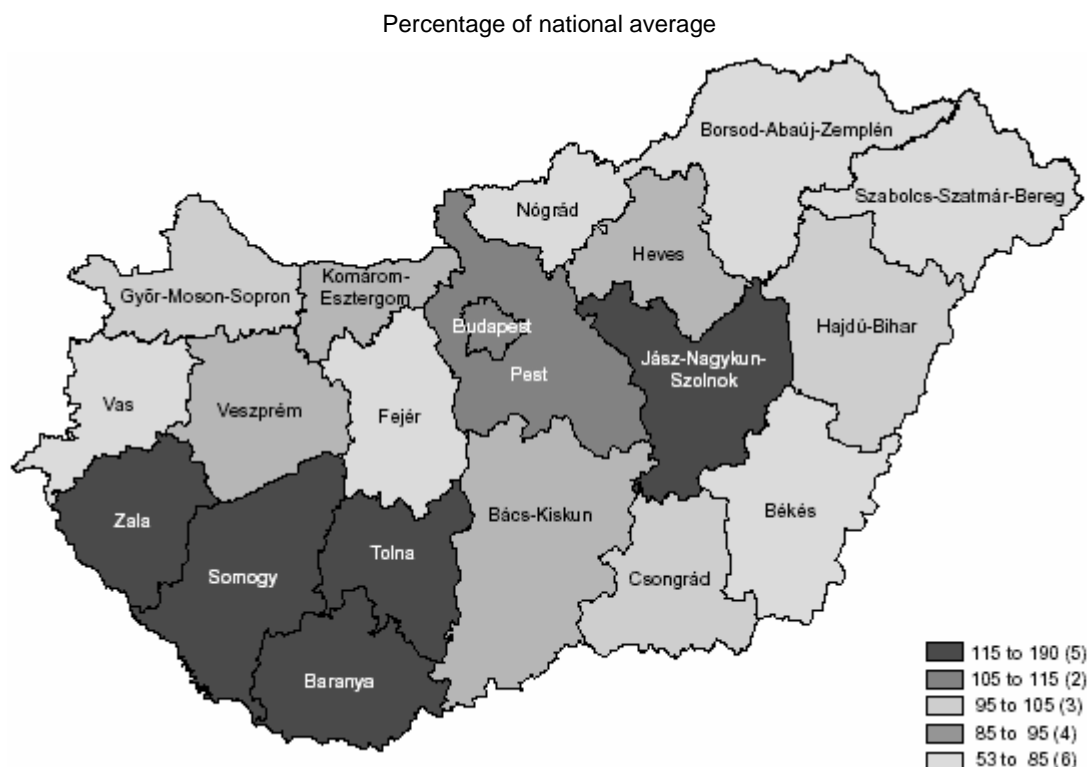 Percentage of national average
Borsod-Abaúj-Zemplén
Szabolcs-Szatmár-Bereg
Nógrád
Heves
Komárom-
Esztergom
Győr-Moson-Sopron
Budapest
Hajdú-Bihar
Jász-Nagykun-
Szolnok
Pest
Vas
Veszprém
Fejér
Zala
Bács-Kiskun
Békés
Tolna
Somogy
Csongrád
Baranya
115 to 190 (5)
105 to 115 (2)
95 to 105 (3)
85 to 95 (4)
53 to 85 (6)